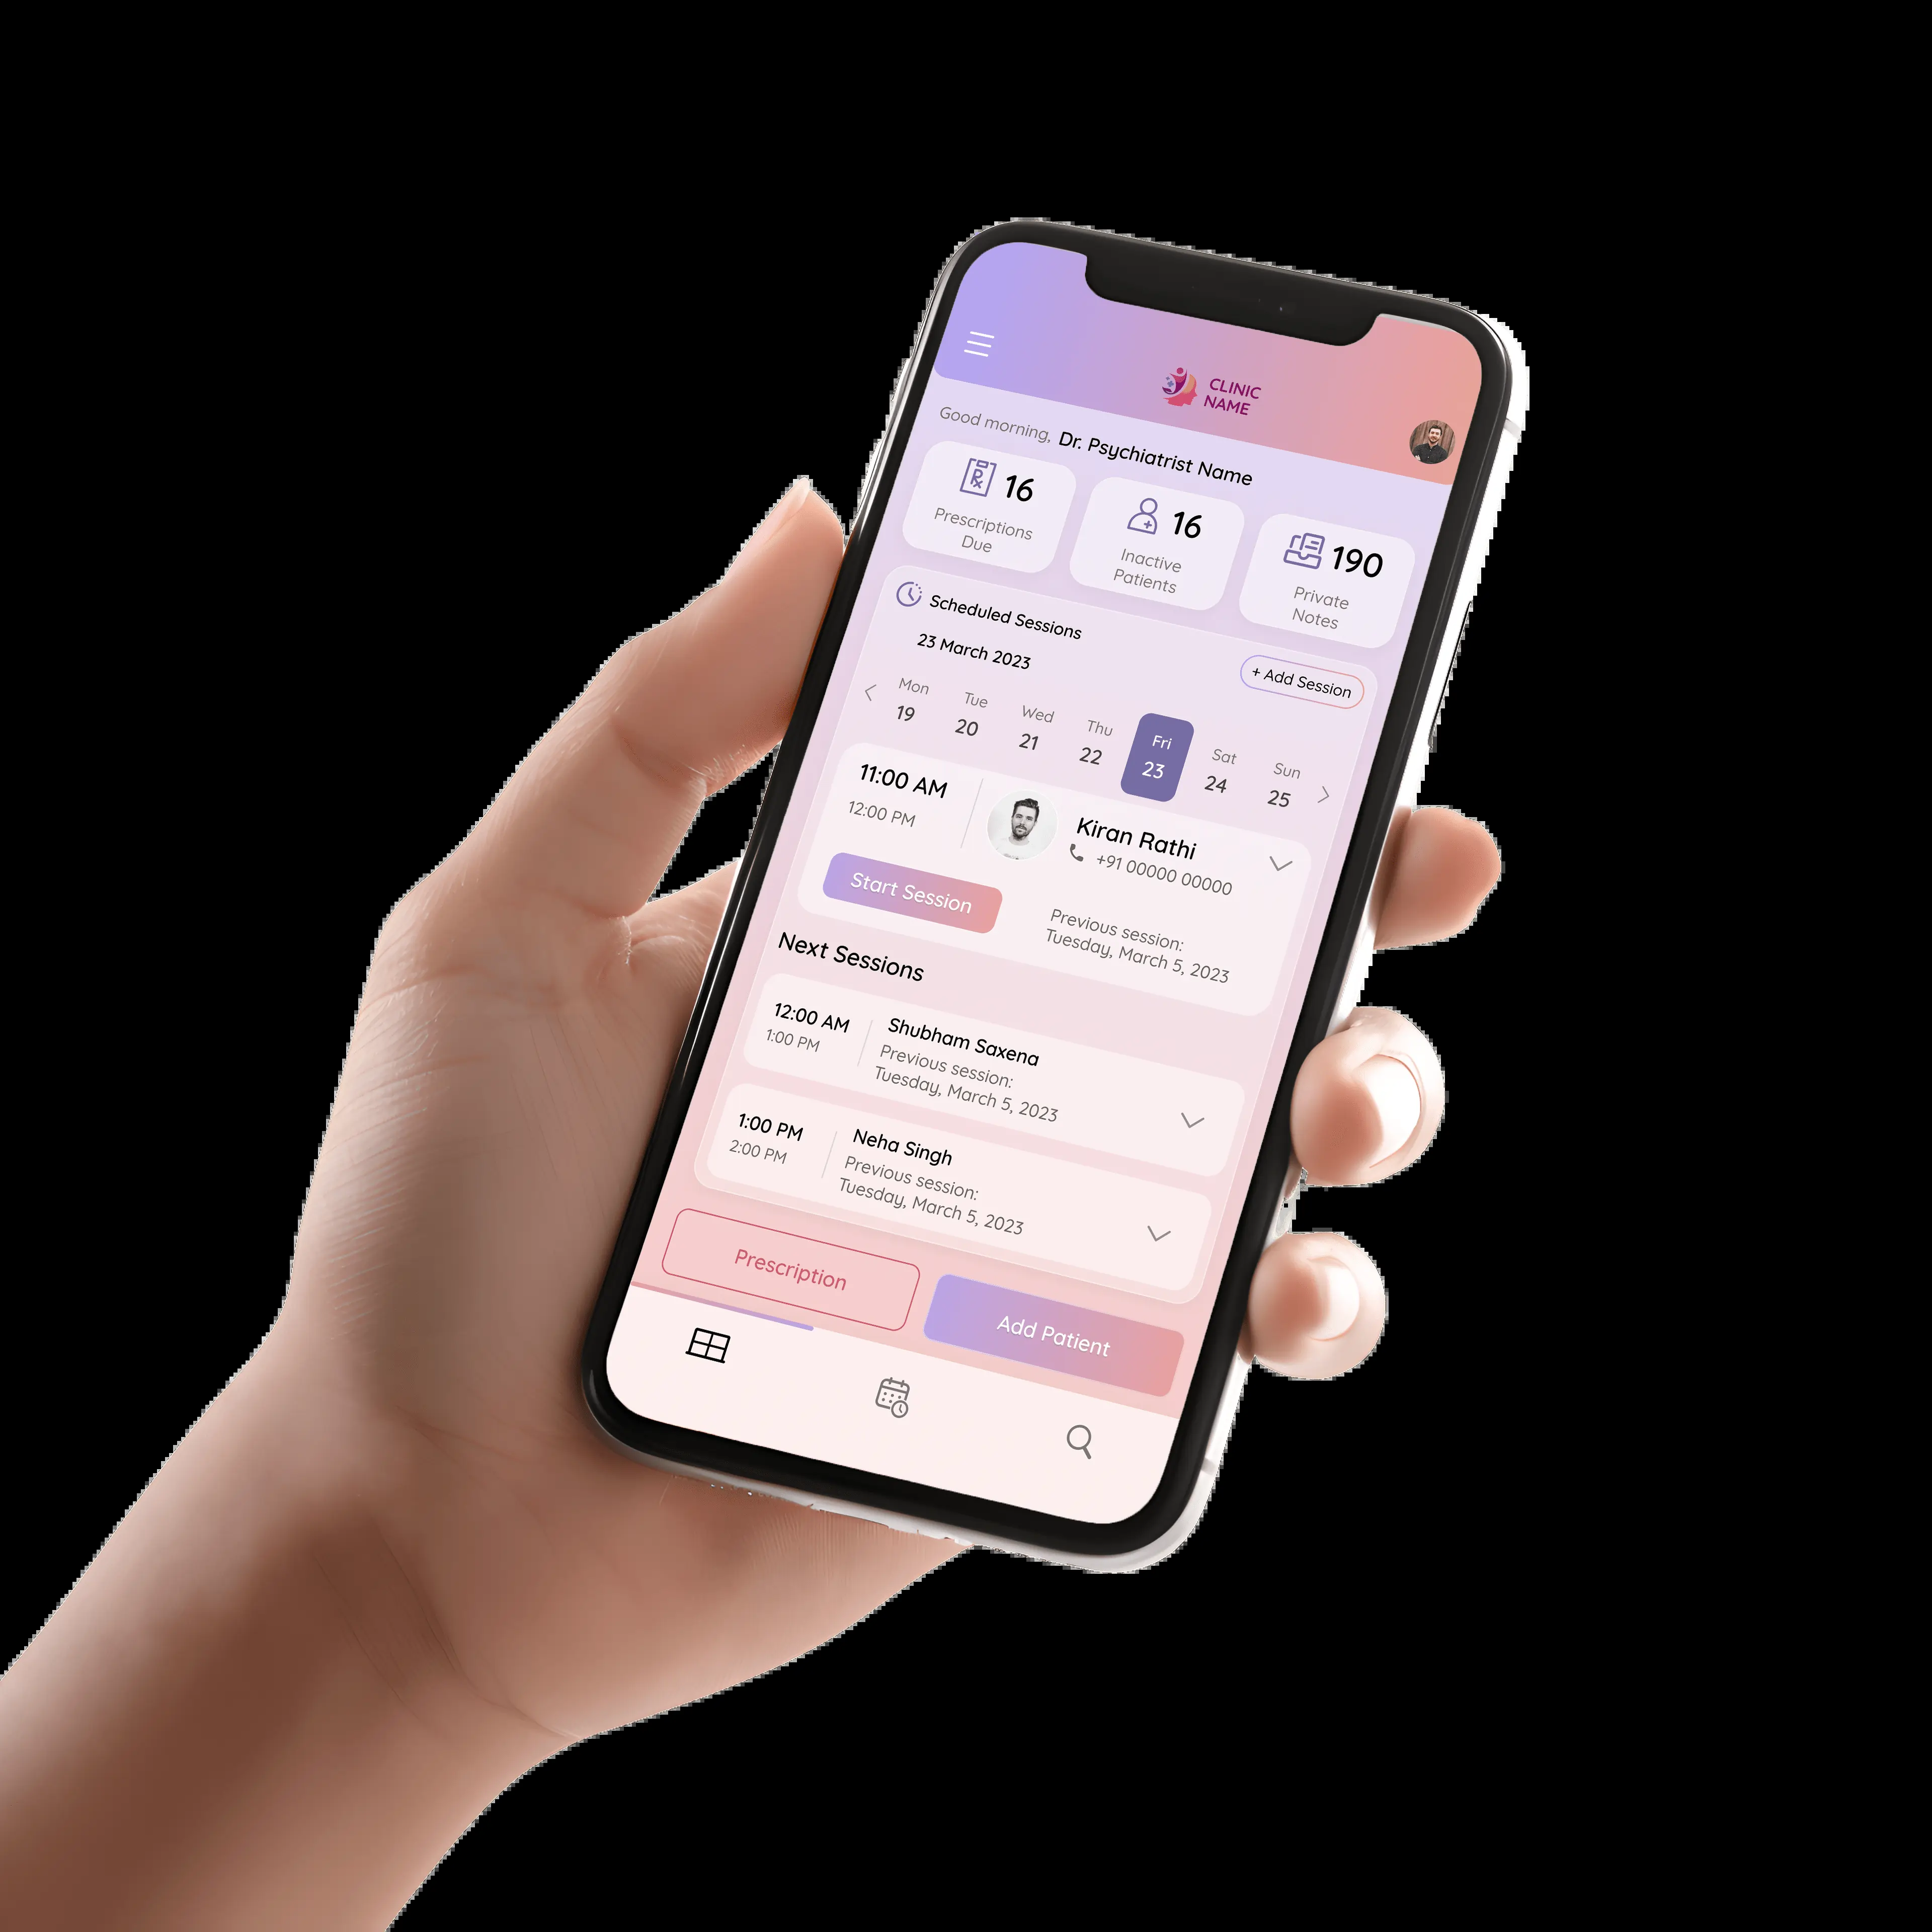 CLINIC
NAME
Good morning, Dr. Psychiatrist Name
16
Prescriptions
Due
16
Inactive
Patients
190
Private
Notes
Scheduled Sessions
23 March 2023
+ Add Session
Mon Tue Wed Thu Fri Sat Sun
19 20 21 22 23 24 25
11:00 AM
12:00 PM
Kiran Rathi
+91 00000 00000
Start Session
Previous session:
Tuesday, March 5, 2023
Next Sessions
12:00 AM
1:00 PM
Shubham Saxena
Previous session:
Tuesday, March 5, 2023
1:00 PM
2:00 PM
Neha Singh
Previous session:
Tuesday, March 5, 2023
Prescription
Add Patient